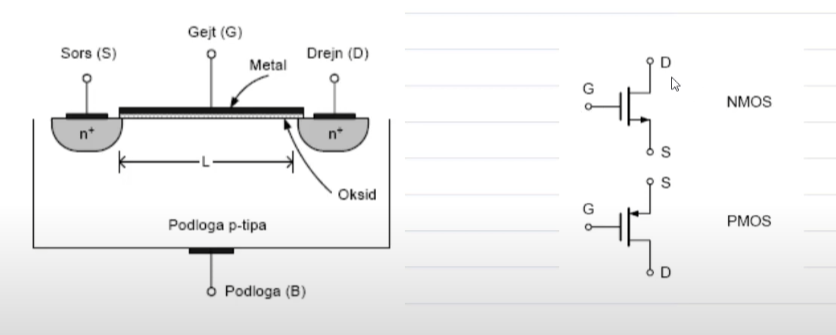 Gejt (G)
Sors (S)
Drejn (D)
Metal
n+
n+
L
Oksid
Podloga p-tipa
Podloga (B)
D
G
NMOS
S
S
G
PMOS
D